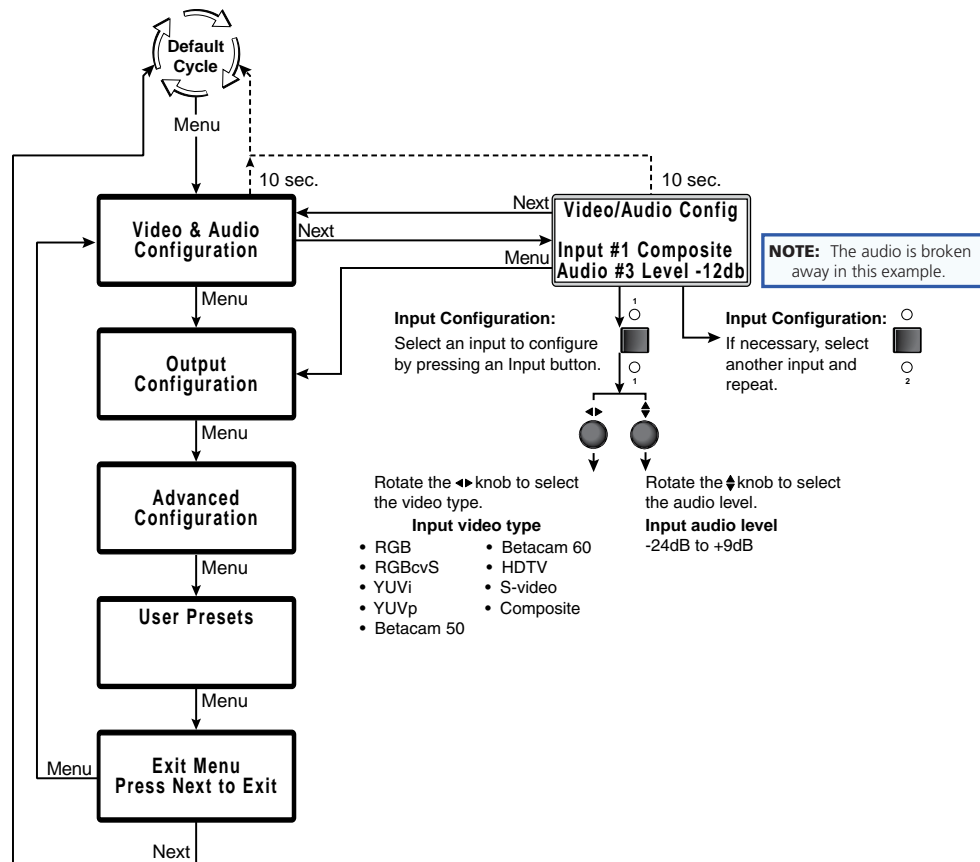 Default
Cycle
Menu
10 sec.
10 sec.
Video & Audio
Configuration
Next
Next
Menu
Video/Audio Config
Input #1 Composite
Audio #3 Level -12db
NOTE: The audio is broken
away in this example.
Menu
Output
Configuration
Input Configuration:
Select an input to configure
by pressing an Input button.
1
1
Input Configuration:
If necessary, select
another input and
repeat.
2
Menu
Advanced
Configuration
Rotate the ◂▸ knob to select
the video type.
Input video type
• RGB
• RGBcvS
• YUVi
• YUVp
• Betacam 50
• Betacam 60
• HDTV
• S-video
• Composite
Rotate the ▲▼ knob to select
the audio level.
Input audio level
-24dB to +9dB
Menu
User Presets
Menu
Exit Menu
Press Next to Exit
Menu
Next